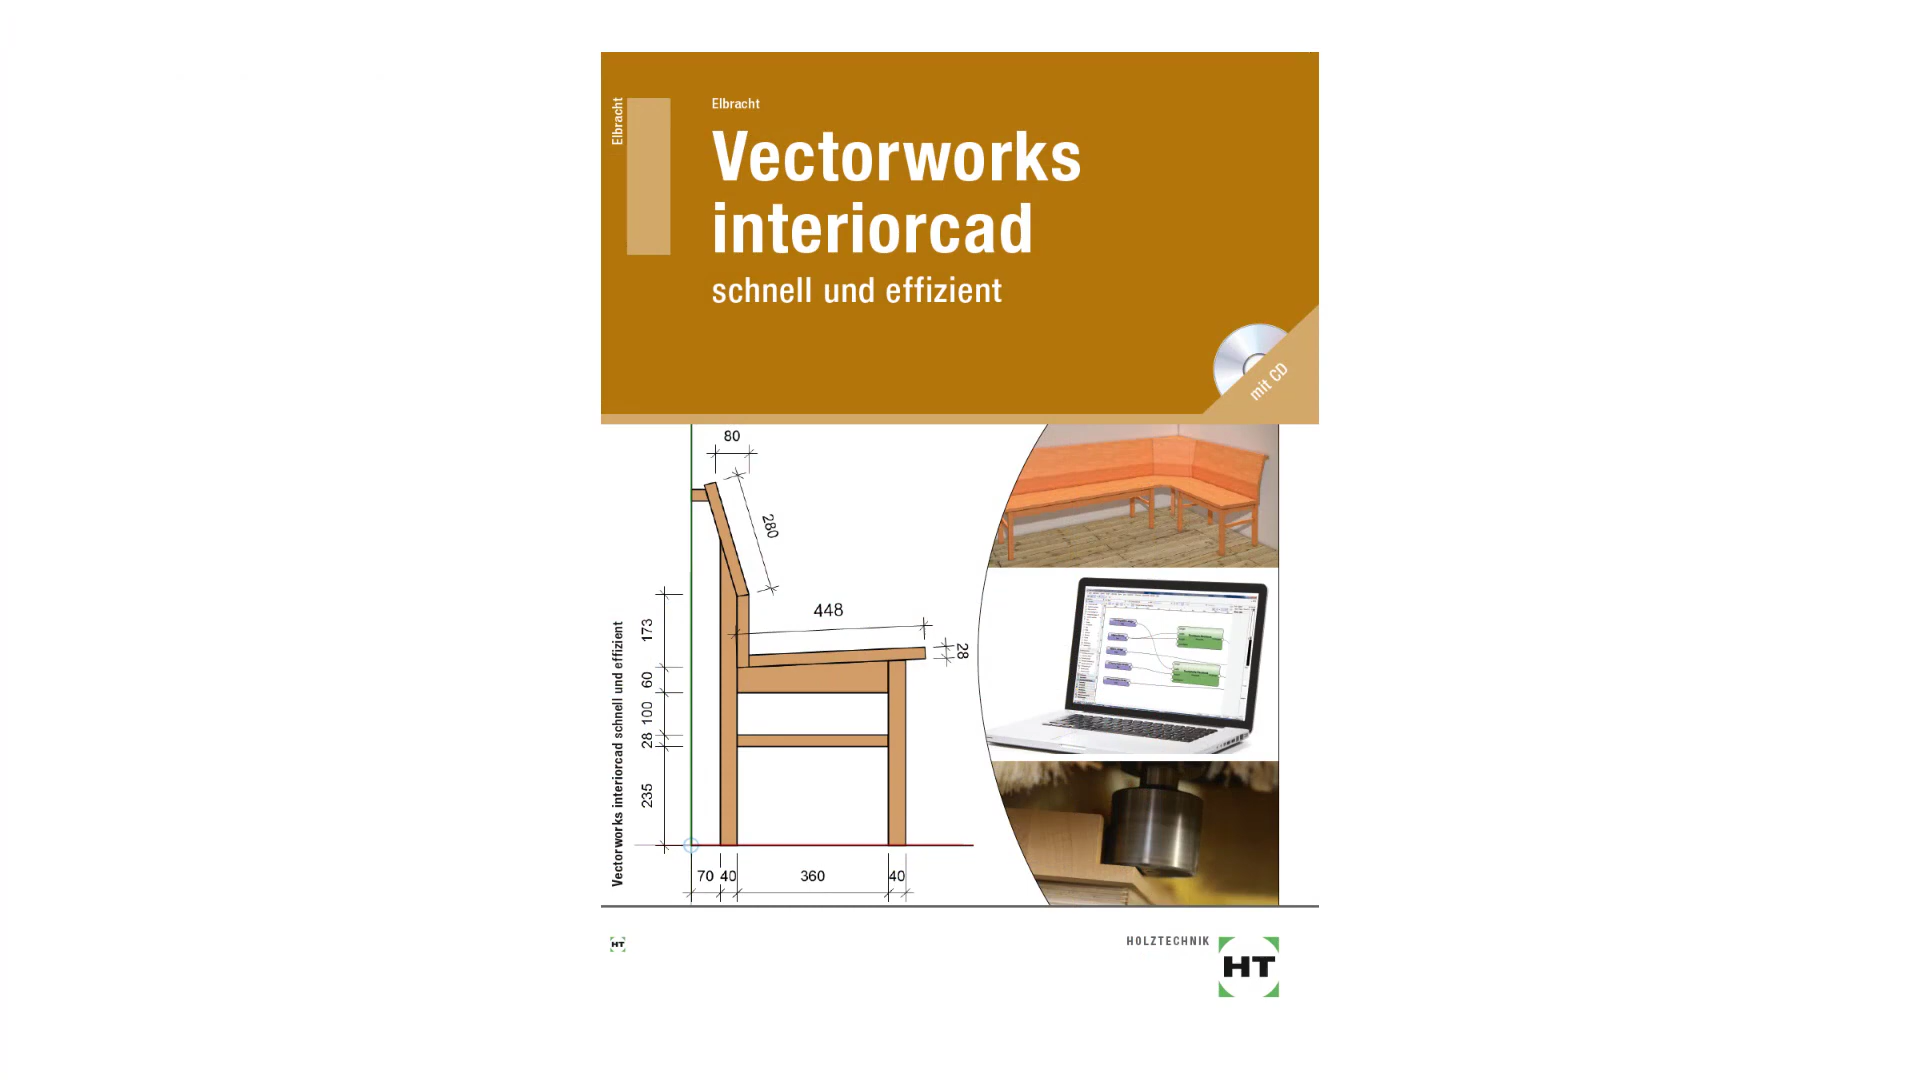 Elbracht
Elbracht
Vectorworks
interiorcad
schnell und effizient
mit CD
80
280
448
28
173
60
100
28
235
70 40 360 40
Vectorworks interiorcad schnell und effizient
HT
HOLZTECHNIK
HT